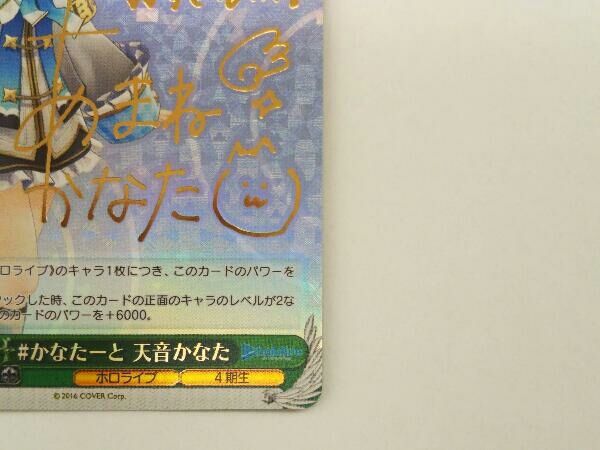 あまね
かなた
ロライブ》のキャラ1枚につき、このカードのパワーを
ックした時、このカードの正面のキャラのレベルが2な
のカードのパワーを+6000。
#かなたーと 天音かなた
ホロライブ
4期生
© 2016 COVER Corp.